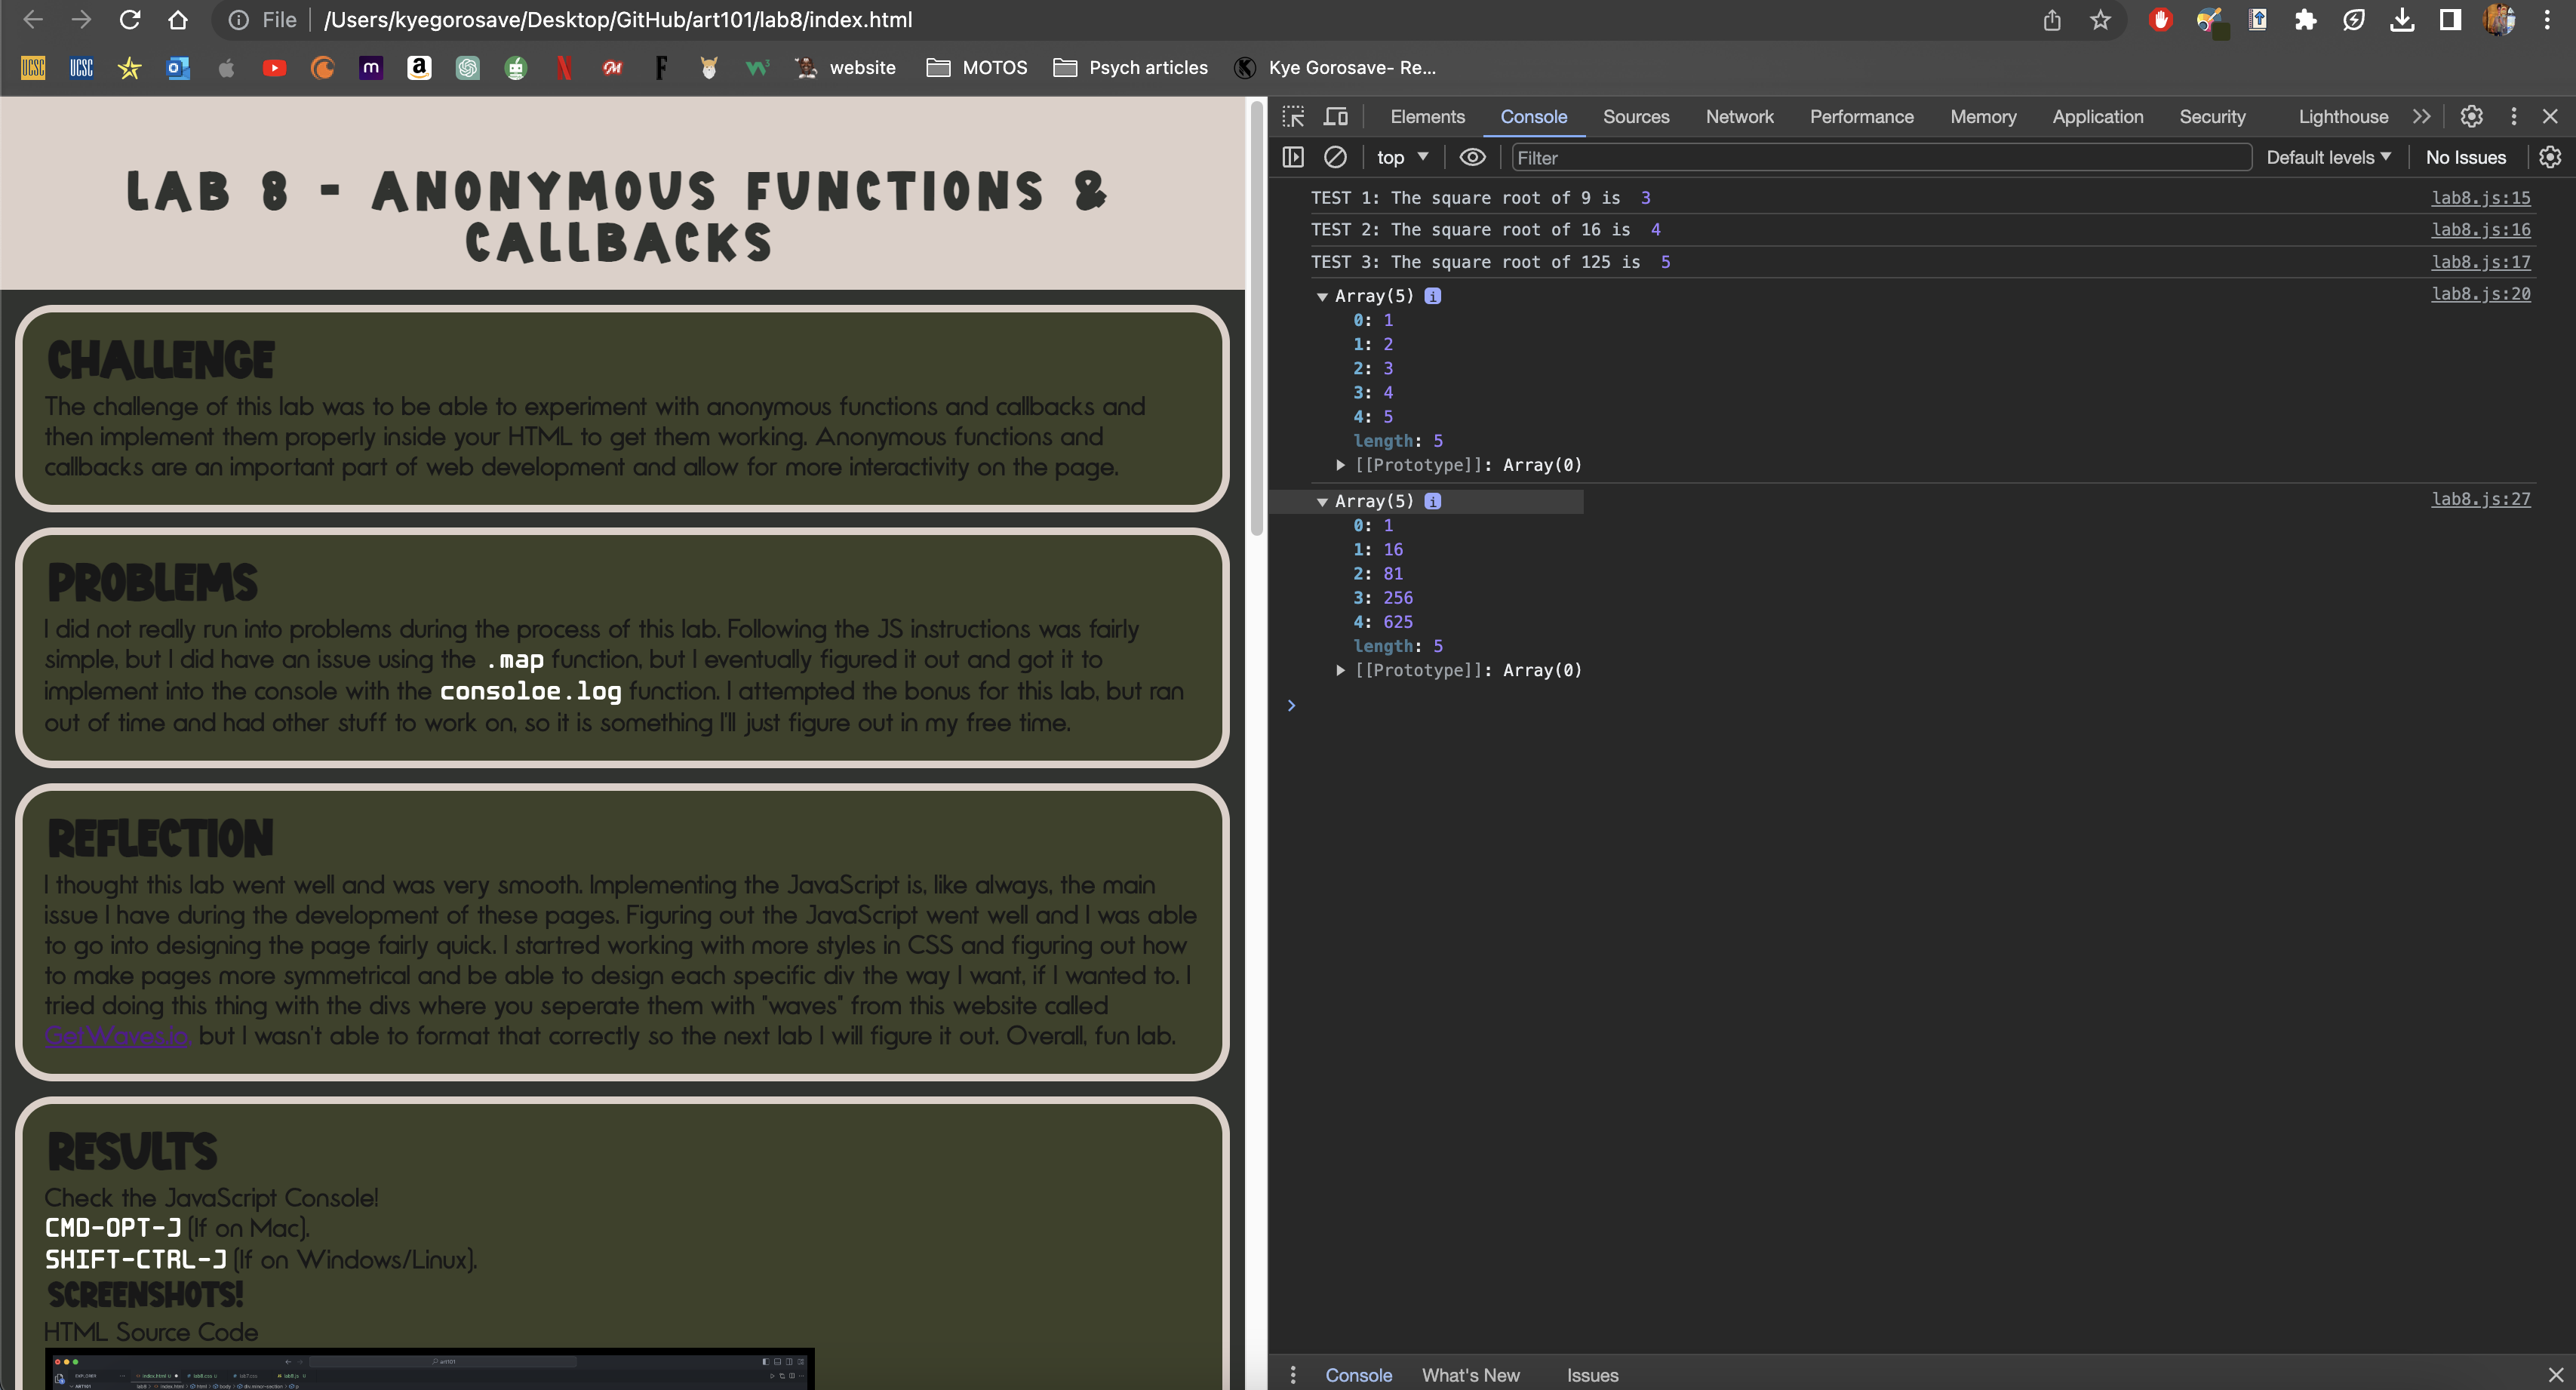 File
/Users/kyegorosave/Desktop/GitHub/art101/lab8/index.html
UCSC
UCSC
website
MOTOS
Psych articles
Kye Gorosave- Re...
LAB 8 - ANONYMOUS FUNCTIONS &
CALLBACKS
CHALLENGE
The challenge of this lab was to be able to experiment with anonymous functions and callbacks and
then implement them properly inside your HTML to get them working. Anonymous functions and
callbacks are an important part of web development and allow for more interactivity on the page.
PROBLEMS
I did not really run into problems during the process of this lab. Following the JS instructions was fairly
simple, but I did have an issue using the .map function, but I eventually figured it out and got it to
implement into the console with the consoloe.log function. I attempted the bonus for this lab, but ran
out of time and had other stuff to work on, so it is something I'll just figure out in my free time.
REFLECTION
I thought this lab went well and was very smooth. Implementing the JavaScript is, like always, the main
issue I have during the development of these pages. Figuring out the JavaScript went well and I was able
to go into designing the page fairly quick. I startred working with more styles in CSS and figuring out how
to make pages more symmetrical and be able to design each specific div the way I want, if I wanted to. I
tried doing this thing with the divs where you seperate them with "waves" from this website called
GetWaves.io, but I wasn't able to format that correctly so the next lab I will figure it out. Overall, fun lab.
RESULTS
Check the JavaScript Console!
CMD-OPT-J (If on Mac).
SHIFT-CTRL-J (If on Windows/Linux).
SCREENSHOTS!
HTML Source Code
Elements
Console
Sources
Network
Performance
Memory
Application
Security
Lighthouse
top
Filter
Default levels
No Issues
TEST 1: The square root of 9 is 3 lab8.js:15
TEST 2: The square root of 16 is 4 lab8.js:16
TEST 3: The square root of 125 is 5 lab8.js:17
Array(5) i lab8.js:20
0: 1
1: 2
2: 3
3: 4
4: 5
length: 5
[[Prototype]]: Array(0)
Array(5) i lab8.js:27
0: 1
1: 16
2: 81
3: 256
4: 625
length: 5
[[Prototype]]: Array(0)
Console
What's New
Issues